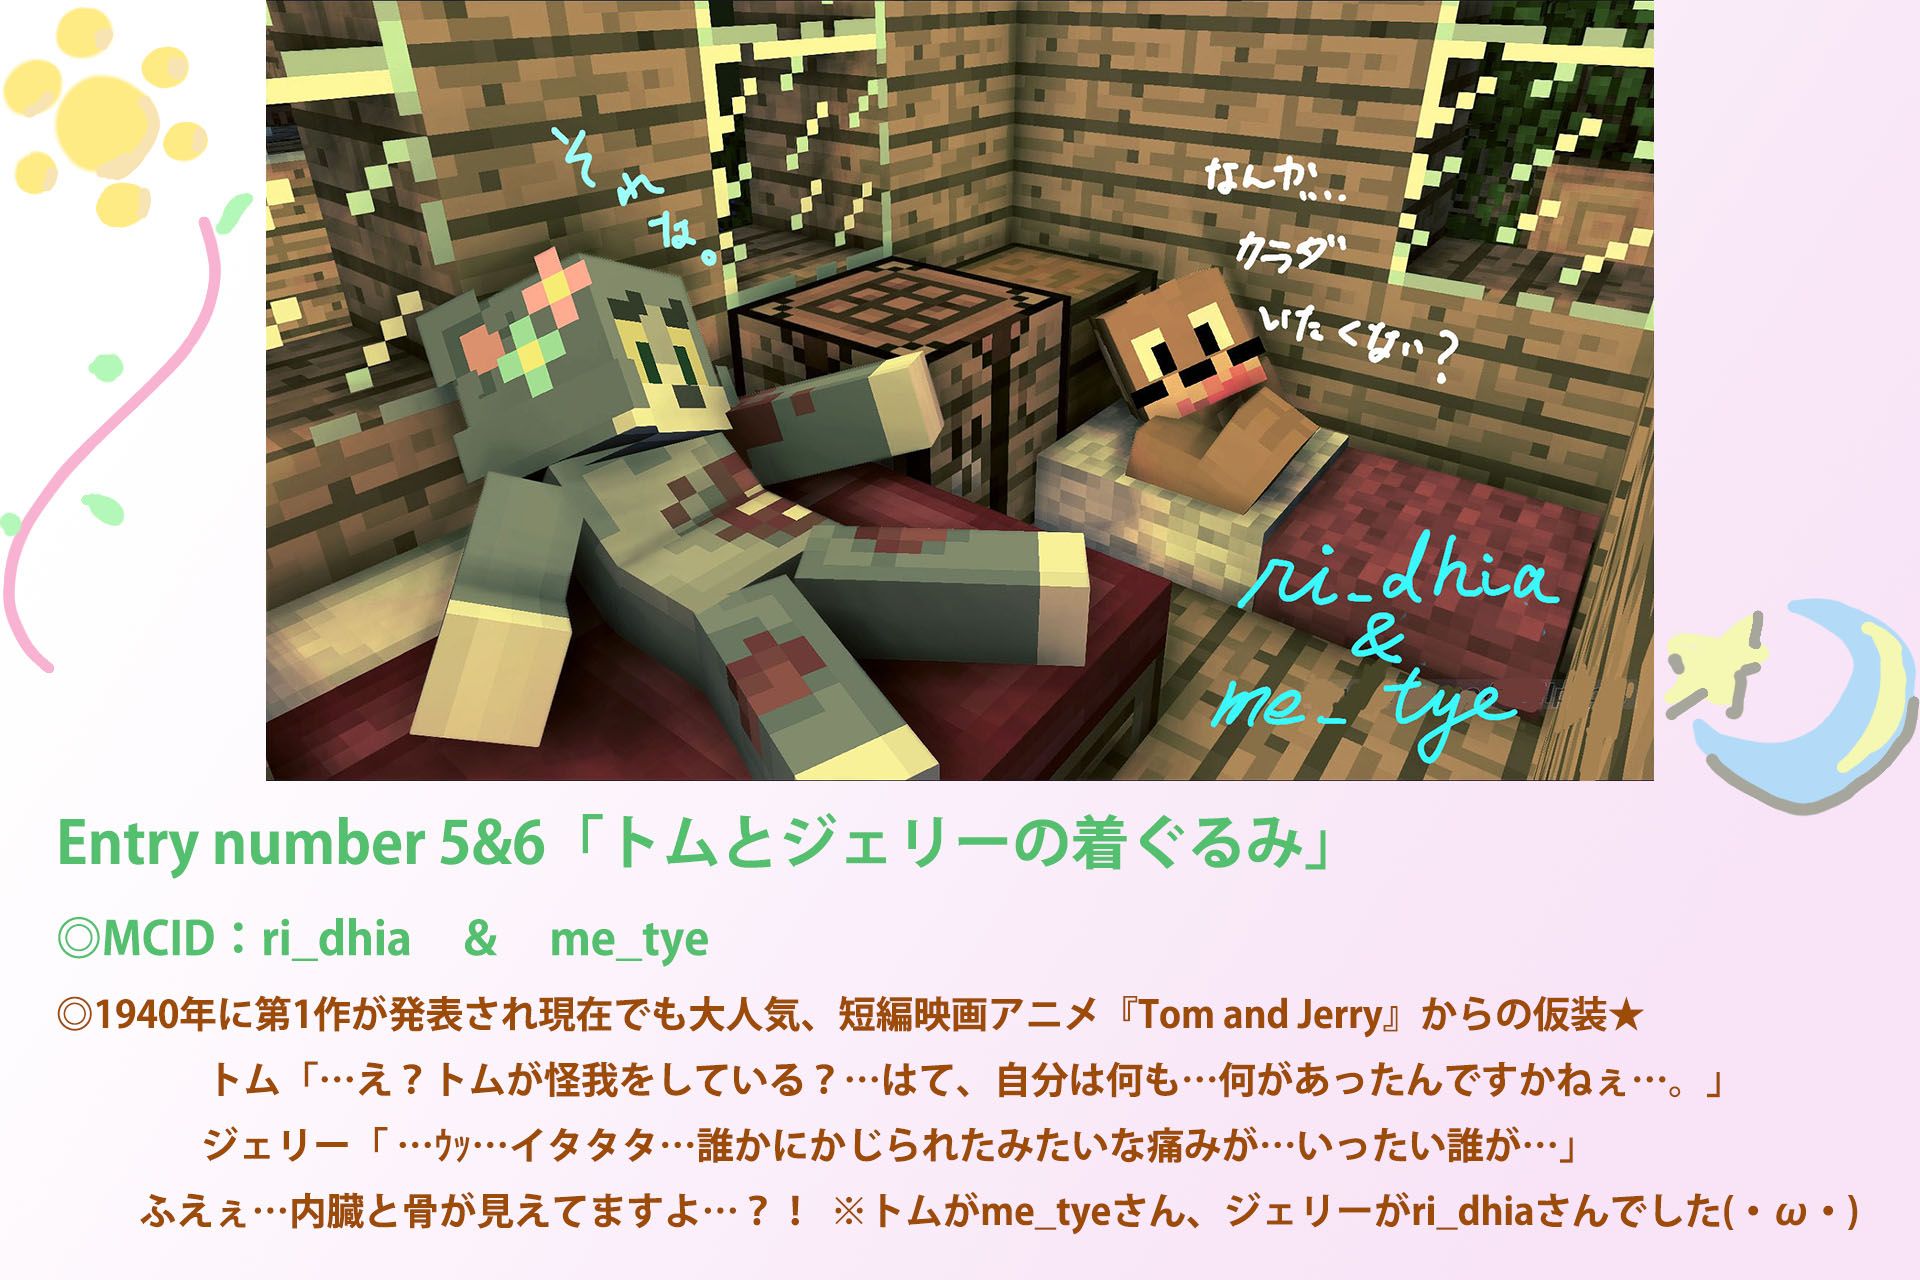 それな。
なんか...
カラダ
いたくない?
ri_dhia
&
me_tye
Entry number 5&6「トムとジェリーの着ぐるみ」
◎MCID：ri_dhia　&　me_tye
◎1940年に第1作が発表され現在でも大人気、短編映画アニメ『Tom and Jerry』からの仮装★
トム「…え？トムが怪我をしている？…はて、自分は何も…何があったんですかねぇ…。」
ジェリー「 …ｳｯ…イタタタ…誰かにかじられたみたいな痛みが…いったい誰が…」
ふえぇ…内臓と骨が見えてますよ…？！ ※トムがme_tyeさん、ジェリーがri_dhiaさんでした(・ω・)